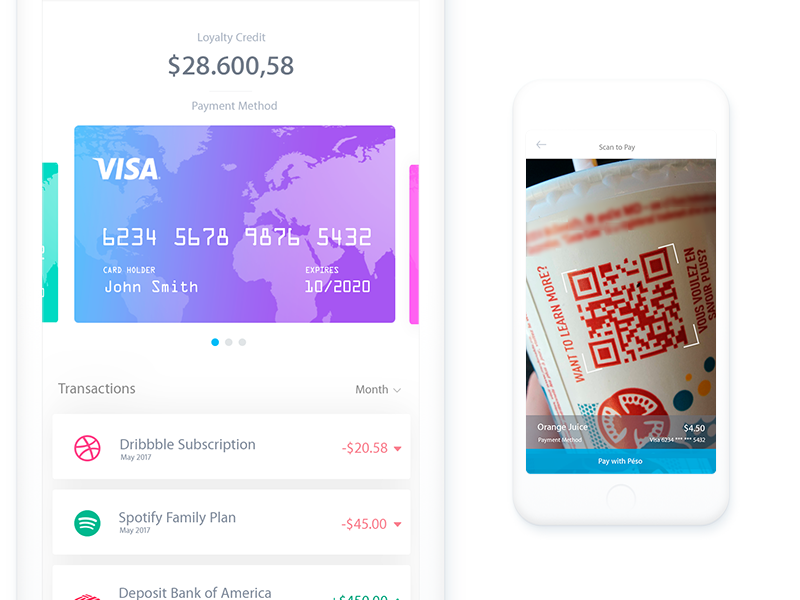 Loyalty Credit
$28.600,58
Payment Method
VISA
6234 5678 9876 5432
CARD HOLDER
EXPIRES
John Smith
10/2020
Transactions
Month
Dribbble Subscription
May 2017
-$20.58
Spotify Family Plan
May 2017
-$45.00
Deposit Bank of America
+$450.00
Scan to Pay
WANT TO LEARN MORE?
VOUS VOULEZ EN
SAVOIR PLUS?
Orange Juice
$4.50
Payment Method
Visa 6234 *** *** 5432
Pay with Péso